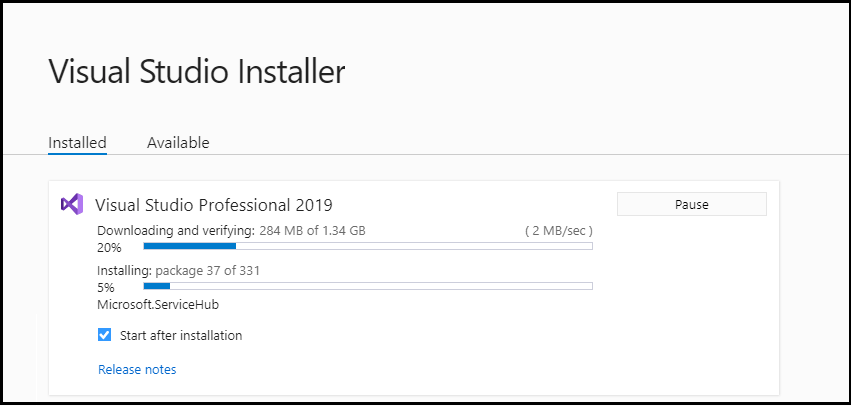 Visual Studio Installer
Installed Available
Visual Studio Professional 2019 Pause
Downloading and verifying: 284 MB of 1.34 GB ( 2 MB/sec )
20%
Installing: package 37 of 331
5%
Microsoft.ServiceHub
Start after installation
Release notes